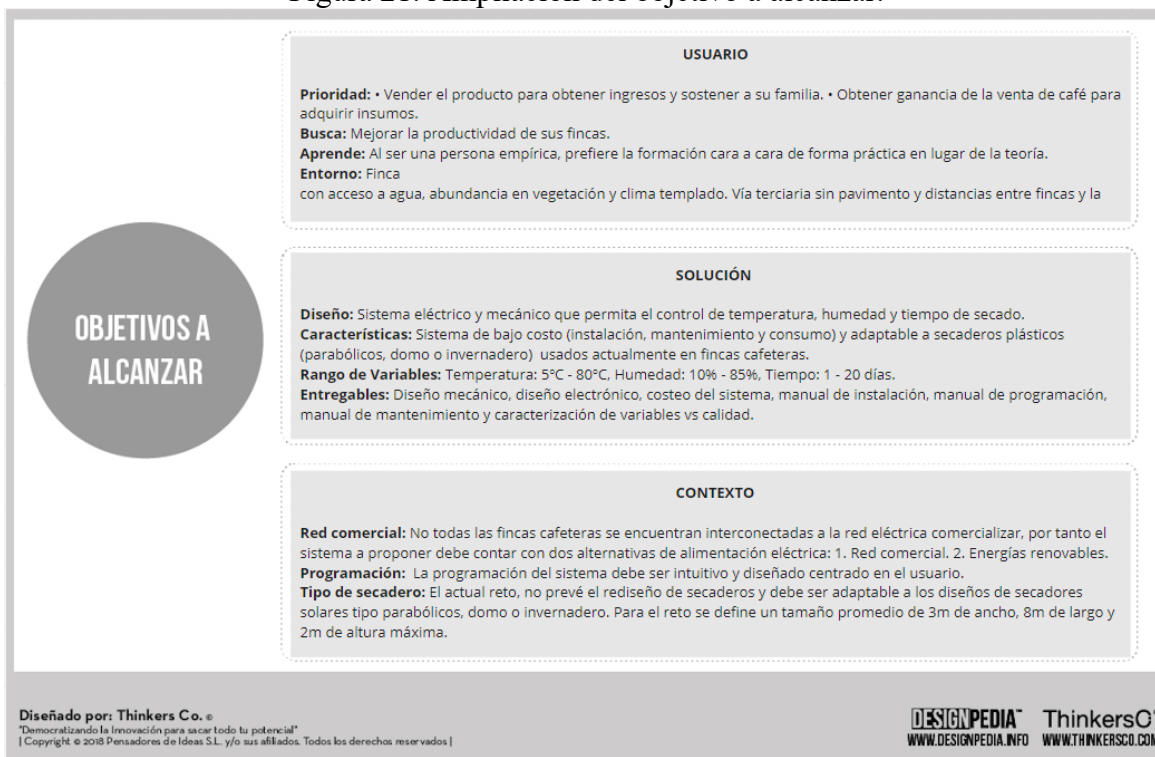 Figura 21. Ampliación del objetivo a alcanzar.
USUARIO
Prioridad: • Vender el producto para obtener ingresos y sostener a su familia. • Obtener ganancia de la venta de café para
adquirir insumos.
Busca: Mejorar la productividad de sus fincas.
Aprende: Al ser una persona empírica, prefiere la formación cara a cara de forma práctica en lugar de la teoría.
Entorno: Finca
con acceso a agua, abundancia en vegetación y clima templado. Vía terciaria sin pavimento y distancias entre fincas y la
OBJETIVOS A
ALCANZAR
SOLUCIÓN
Diseño: Sistema eléctrico y mecánico que permita el control de temperatura, humedad y tiempo de secado.
Características: Sistema de bajo costo (instalación, mantenimiento y consumo) y adaptable a secaderos plásticos
(parabólicos, domo o invernadero) usados actualmente en fincas cafeteras.
Rango de Variables: Temperatura: 5°C - 80°C, Humedad: 10% - 85%, Tiempo: 1 - 20 días.
Entregables: Diseño mecánico, diseño electrónico, costeo del sistema, manual de instalación, manual de programación,
manual de mantenimiento y caracterización de variables vs calidad.
CONTEXTO
Red comercial: No todas las fincas cafeteras se encuentran interconectadas a la red eléctrica comercializar, por tanto el
sistema a proponer debe contar con dos alternativas de alimentación eléctrica: 1. Red comercial. 2. Energías renovables.
Programación: La programación del sistema debe ser intuitivo y diseñado centrado en el usuario.
Tipo de secadero: El actual reto, no prevé el rediseño de secaderos y debe ser adaptable a los diseños de secadores
solares tipo parabólicos, domo o invernadero. Para el reto se define un tamaño promedio de 3m de ancho, 8m de largo y
2m de altura máxima.
Diseñado por: Thinkers Co. ©
"Democratizando la Innovación para sacar todo tu potencial"
| Copyright © 2018 Pensadores de Ideas S.L. y/o sus afiliados. Todos los derechos reservados |
DESIGNPEDIA™
WWW.DESIGNPEDIA.INFO
ThinkersC
WWW.THINKERSCO.COM